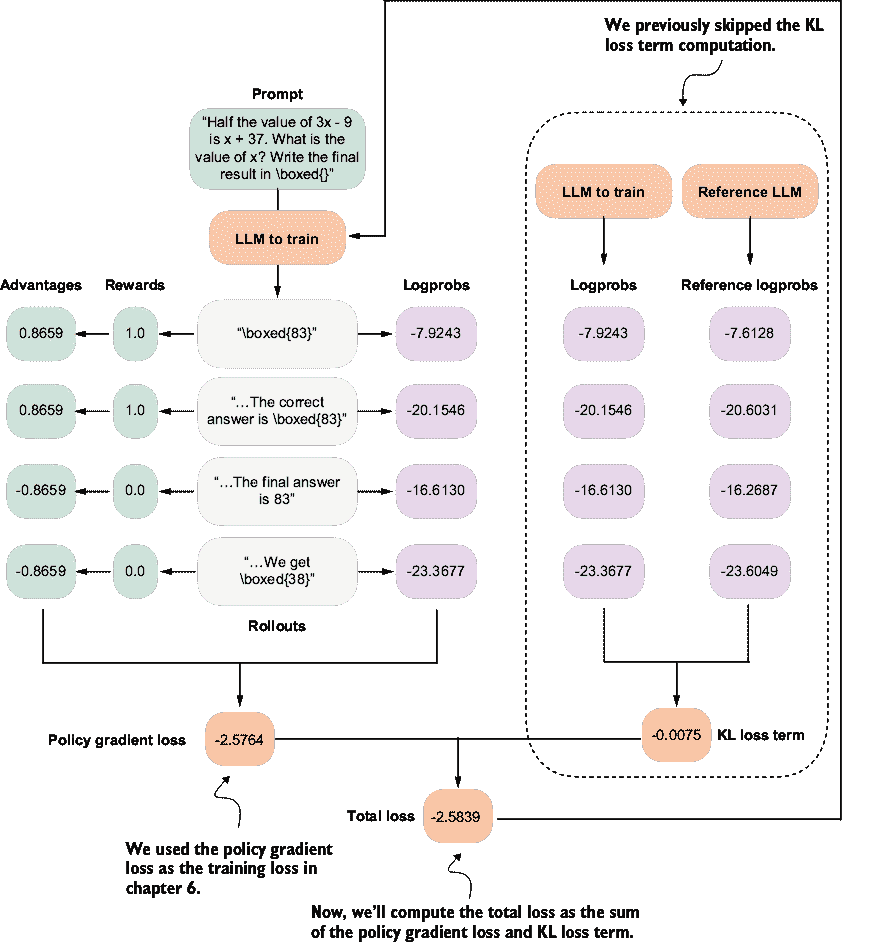 We previously skipped the KL
loss term computation.
Prompt
“Half the value of 3x - 9
is x + 37. What is the
value of x? Write the final
result in \boxed{}”
LLM to train
LLM to train
Reference LLM
Advantages
Rewards
Logprobs
Logprobs
Reference logprobs
0.8659
1.0
“\boxed{83}”
-7.9243
-7.9243
-7.6128
0.8659
1.0
“...The correct
answer is \boxed{83}”
-20.1546
-20.1546
-20.6031
-0.8659
0.0
“...The final answer
is 83”
-16.6130
-16.6130
-16.2687
-0.8659
0.0
“...We get
\boxed{38}”
-23.3677
-23.3677
-23.6049
Rollouts
Policy gradient loss
-2.5764
-0.0075
KL loss term
Total loss
-2.5839
We used the policy gradient
loss as the training loss in
chapter 6.
Now, we’ll compute the total loss as the sum
of the policy gradient loss and KL loss term.